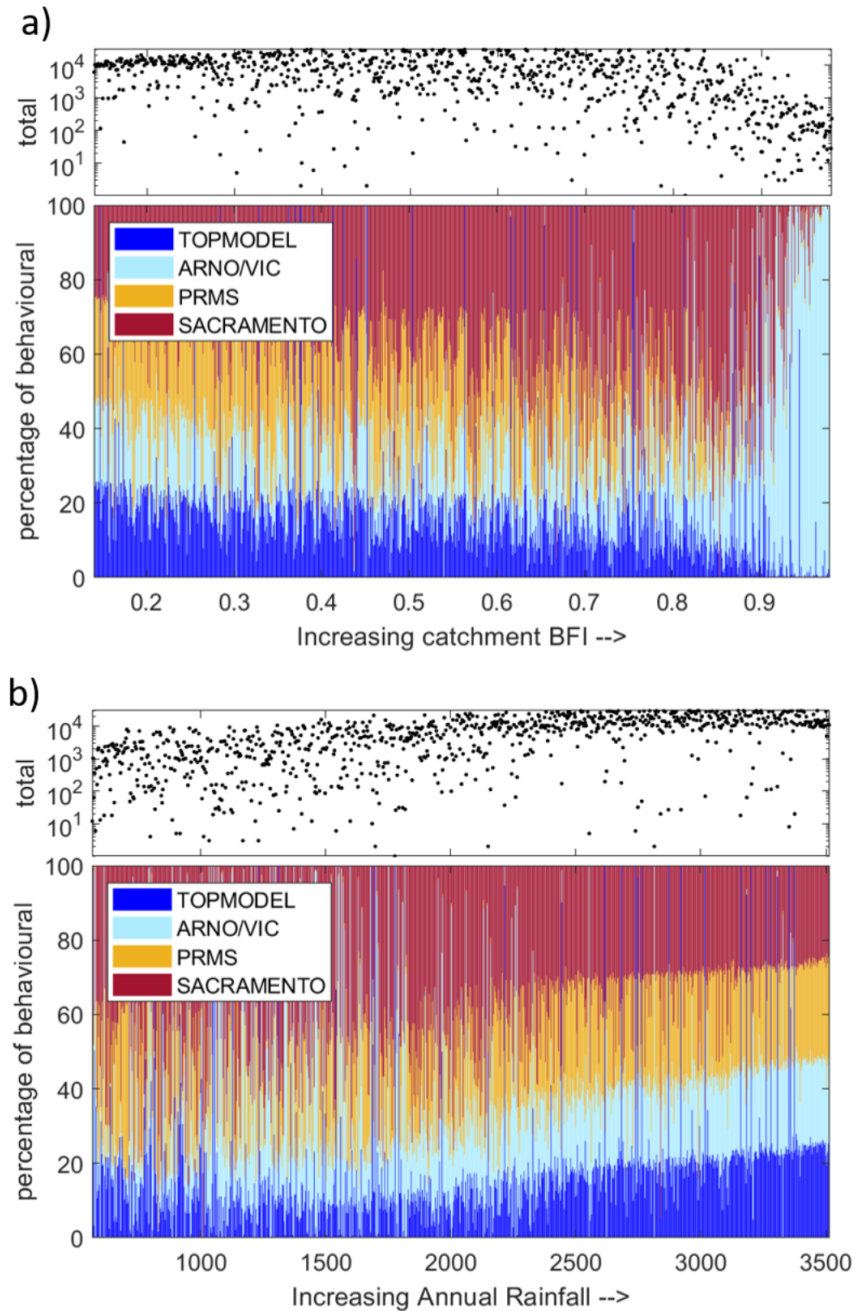 a)
total
10^4
10^3
10^2
10^1
percentage of behavioural
100
80
60
40
20
0
TOPMODEL
ARNO/VIC
PRMS
SACRAMENTO
0.2 0.3 0.4 0.5 0.6 0.7 0.8 0.9
Increasing catchment BFI -->
b)
total
10^4
10^3
10^2
10^1
percentage of behavioural
100
80
60
40
20
0
TOPMODEL
ARNO/VIC
PRMS
SACRAMENTO
1000 1500 2000 2500 3000 3500
Increasing Annual Rainfall -->